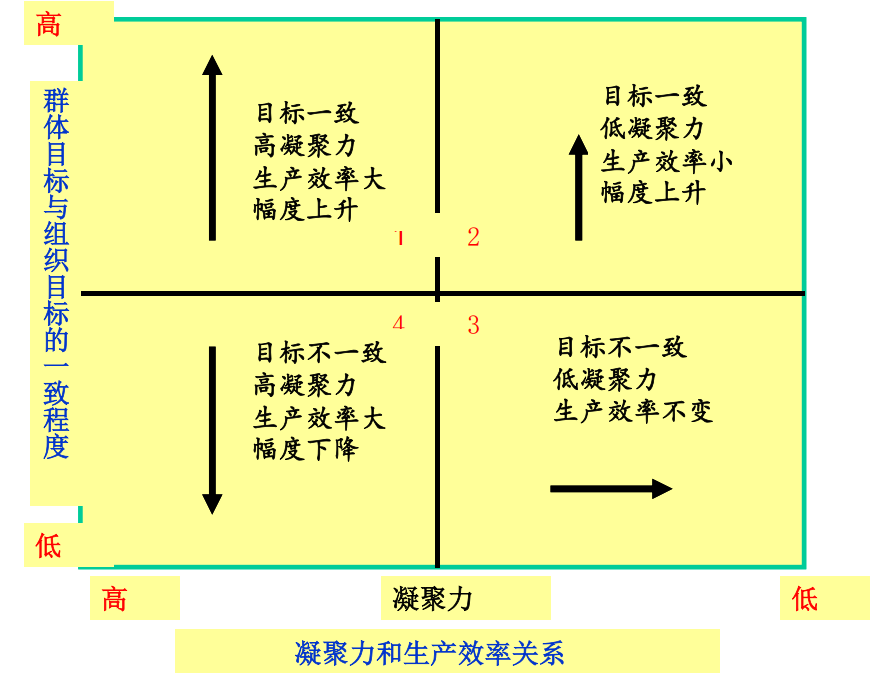 高
群体目标与组织目标的一致程度
低
目标一致
高凝聚力
生产效率大
幅度上升
1
目标一致
低凝聚力
生产效率小
幅度上升
2
4
目标不一致
高凝聚力
生产效率大
幅度下降
3
目标不一致
低凝聚力
生产效率不变
高
凝聚力
低
凝聚力和生产效率关系